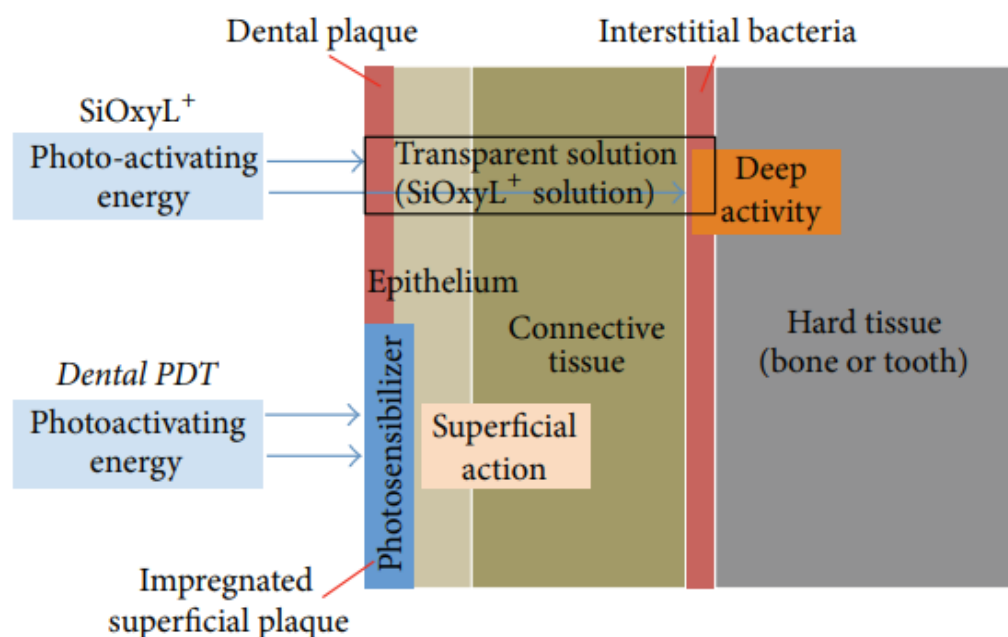 Dental plaque
Interstitial bacteria
SiOxyL⁺
Photo-activating
energy
Transparent solution
(SiOxyL⁺ solution)
Deep
activity
Epithelium
Connective
tissue
Hard tissue
(bone or tooth)
Dental PDT
Photoactivating
energy
Photosensibilizer
Superficial
action
Impregnated
superficial plaque